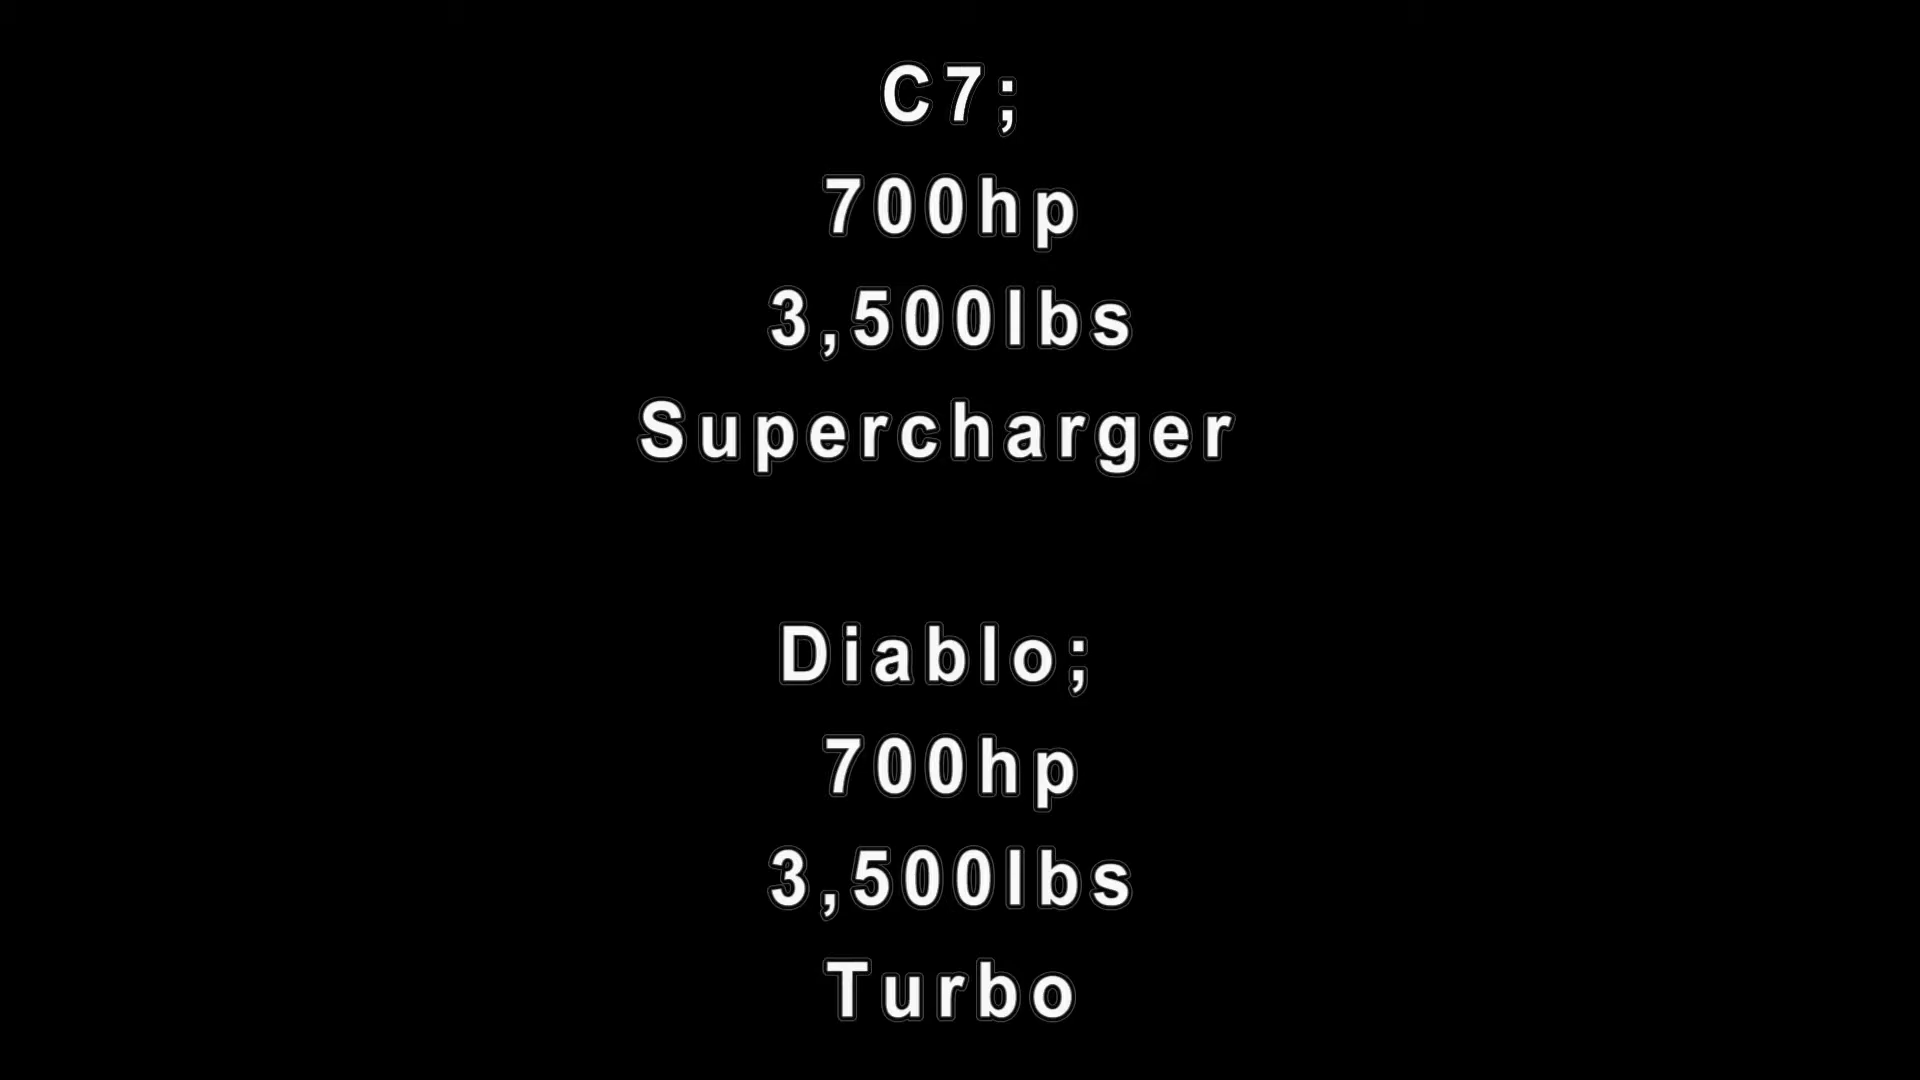 C7;
700hp
3,500lbs
Supercharger
Diablo;
700hp
3,500lbs
Turbo